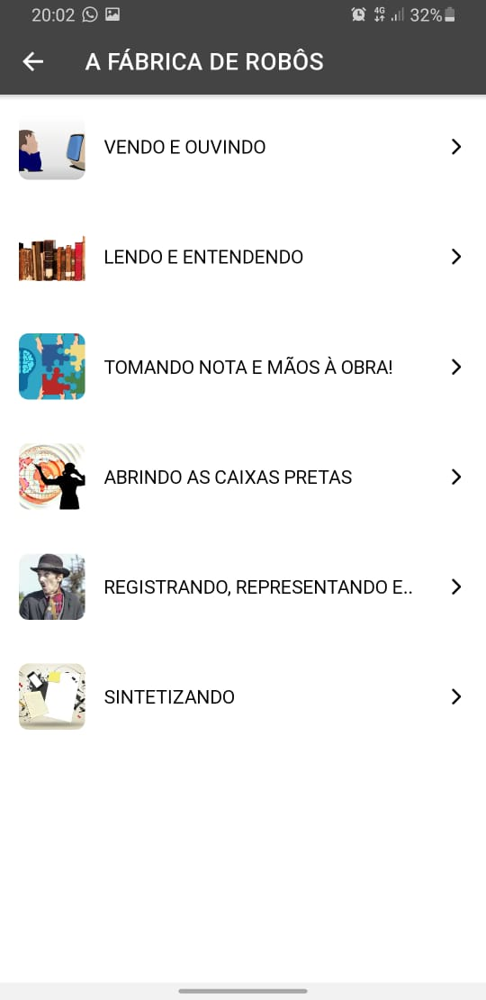 20:02 4G 32%
A FÁBRICA DE ROBÔS
VENDO E OUVINDO
LENDO E ENTENDENDO
TOMANDO NOTA E MÃOS À OBRA!
ABRINDO AS CAIXAS PRETAS
REGISTRANDO, REPRESENTANDO E..
SINTETIZANDO